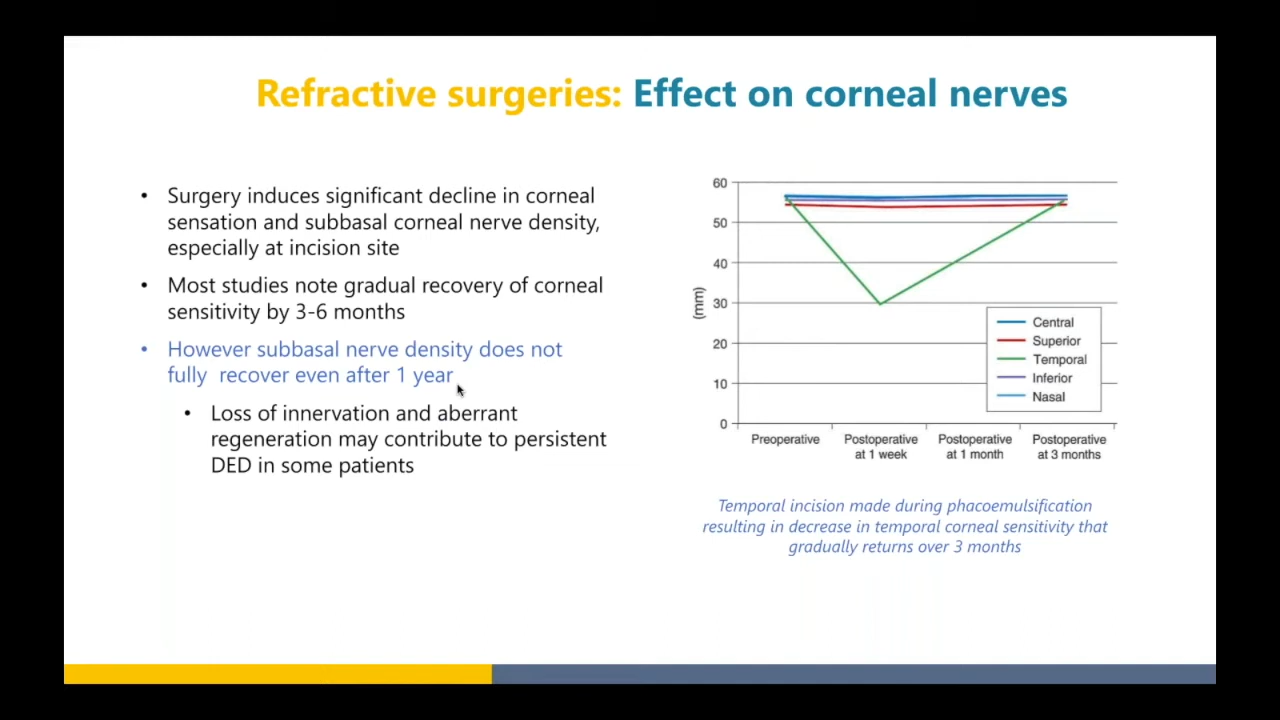 Refractive surgeries: Effect on corneal nerves
• Surgery induces significant decline in corneal
sensation and subbasal corneal nerve density,
especially at incision site
• Most studies note gradual recovery of corneal
sensitivity by 3-6 months
• However subbasal nerve density does not
fully recover even after 1 year
• Loss of innervation and aberrant
regeneration may contribute to persistent
DED in some patients
60
50
40
30
20
10
0
(mm)
Central
Superior
Temporal
Inferior
Nasal
Preoperative
Postoperative
at 1 week
Postoperative
at 1 month
Postoperative
at 3 months
Temporal incision made during phacoemulsification
resulting in decrease in temporal corneal sensitivity that
gradually returns over 3 months